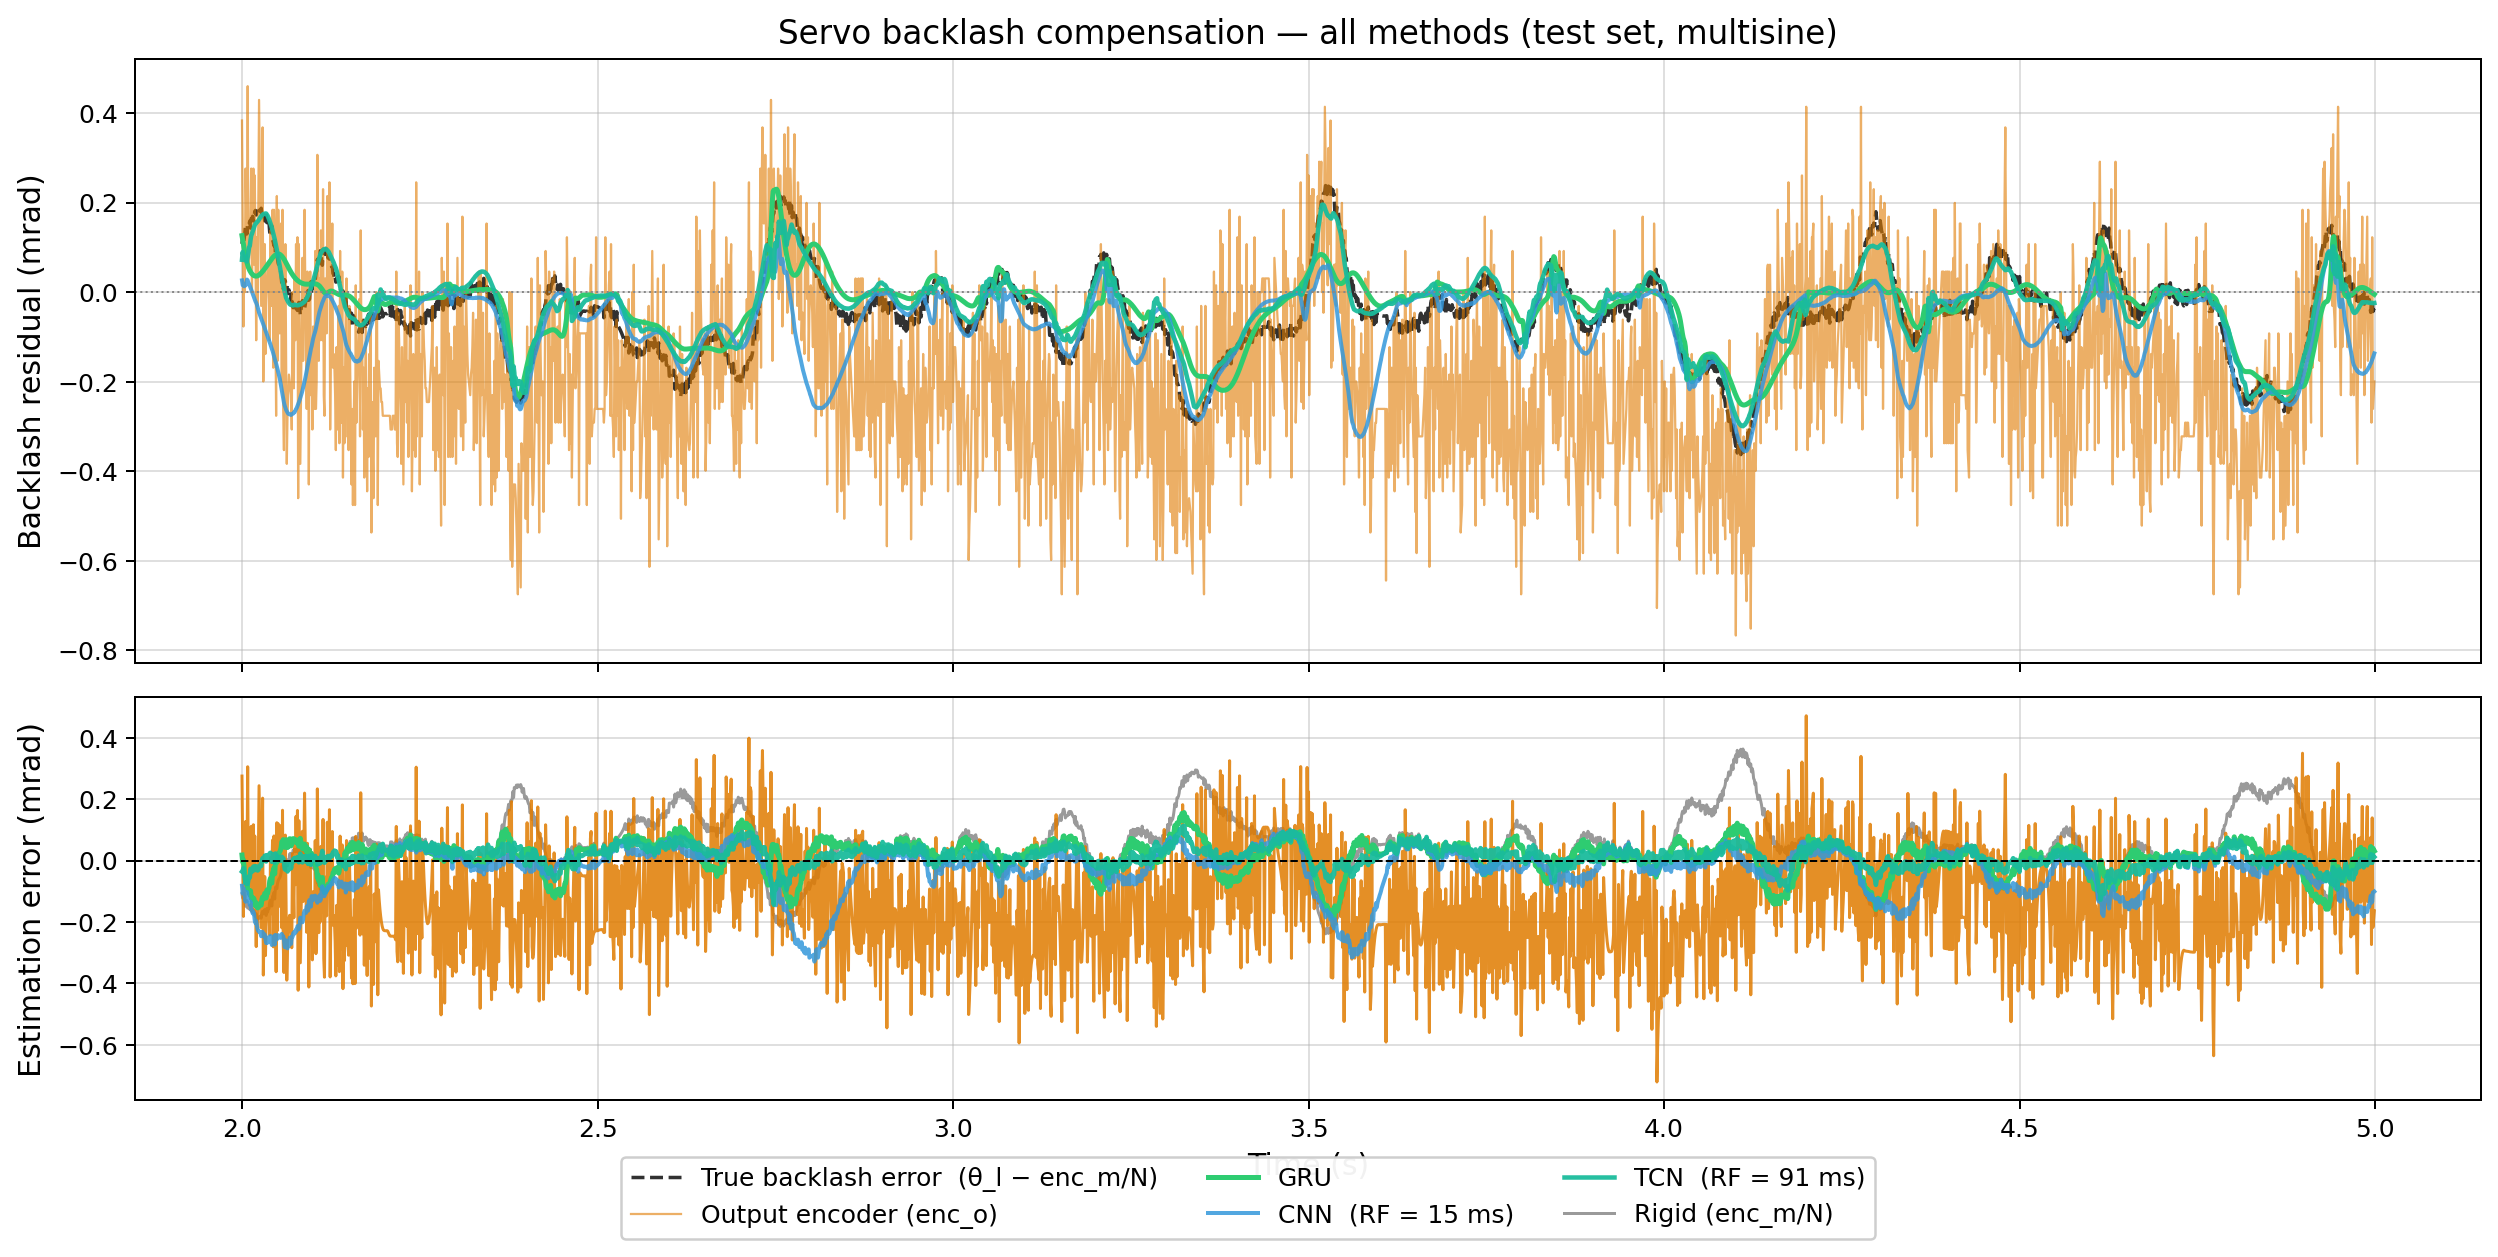 Servo backlash compensation — all methods (test set, multisine)
Backlash residual (mrad)
0.4
0.2
0.0
−0.2
−0.4
−0.6
−0.8
Estimation error (mrad)
0.4
0.2
0.0
−0.2
−0.4
−0.6
2.0 2.5 3.0 3.5 4.0 4.5 5.0
Time (s)
True backlash error (θ_l − enc_m/N)
Output encoder (enc_o)
GRU
CNN (RF = 15 ms)
TCN (RF = 91 ms)
Rigid (enc_m/N)